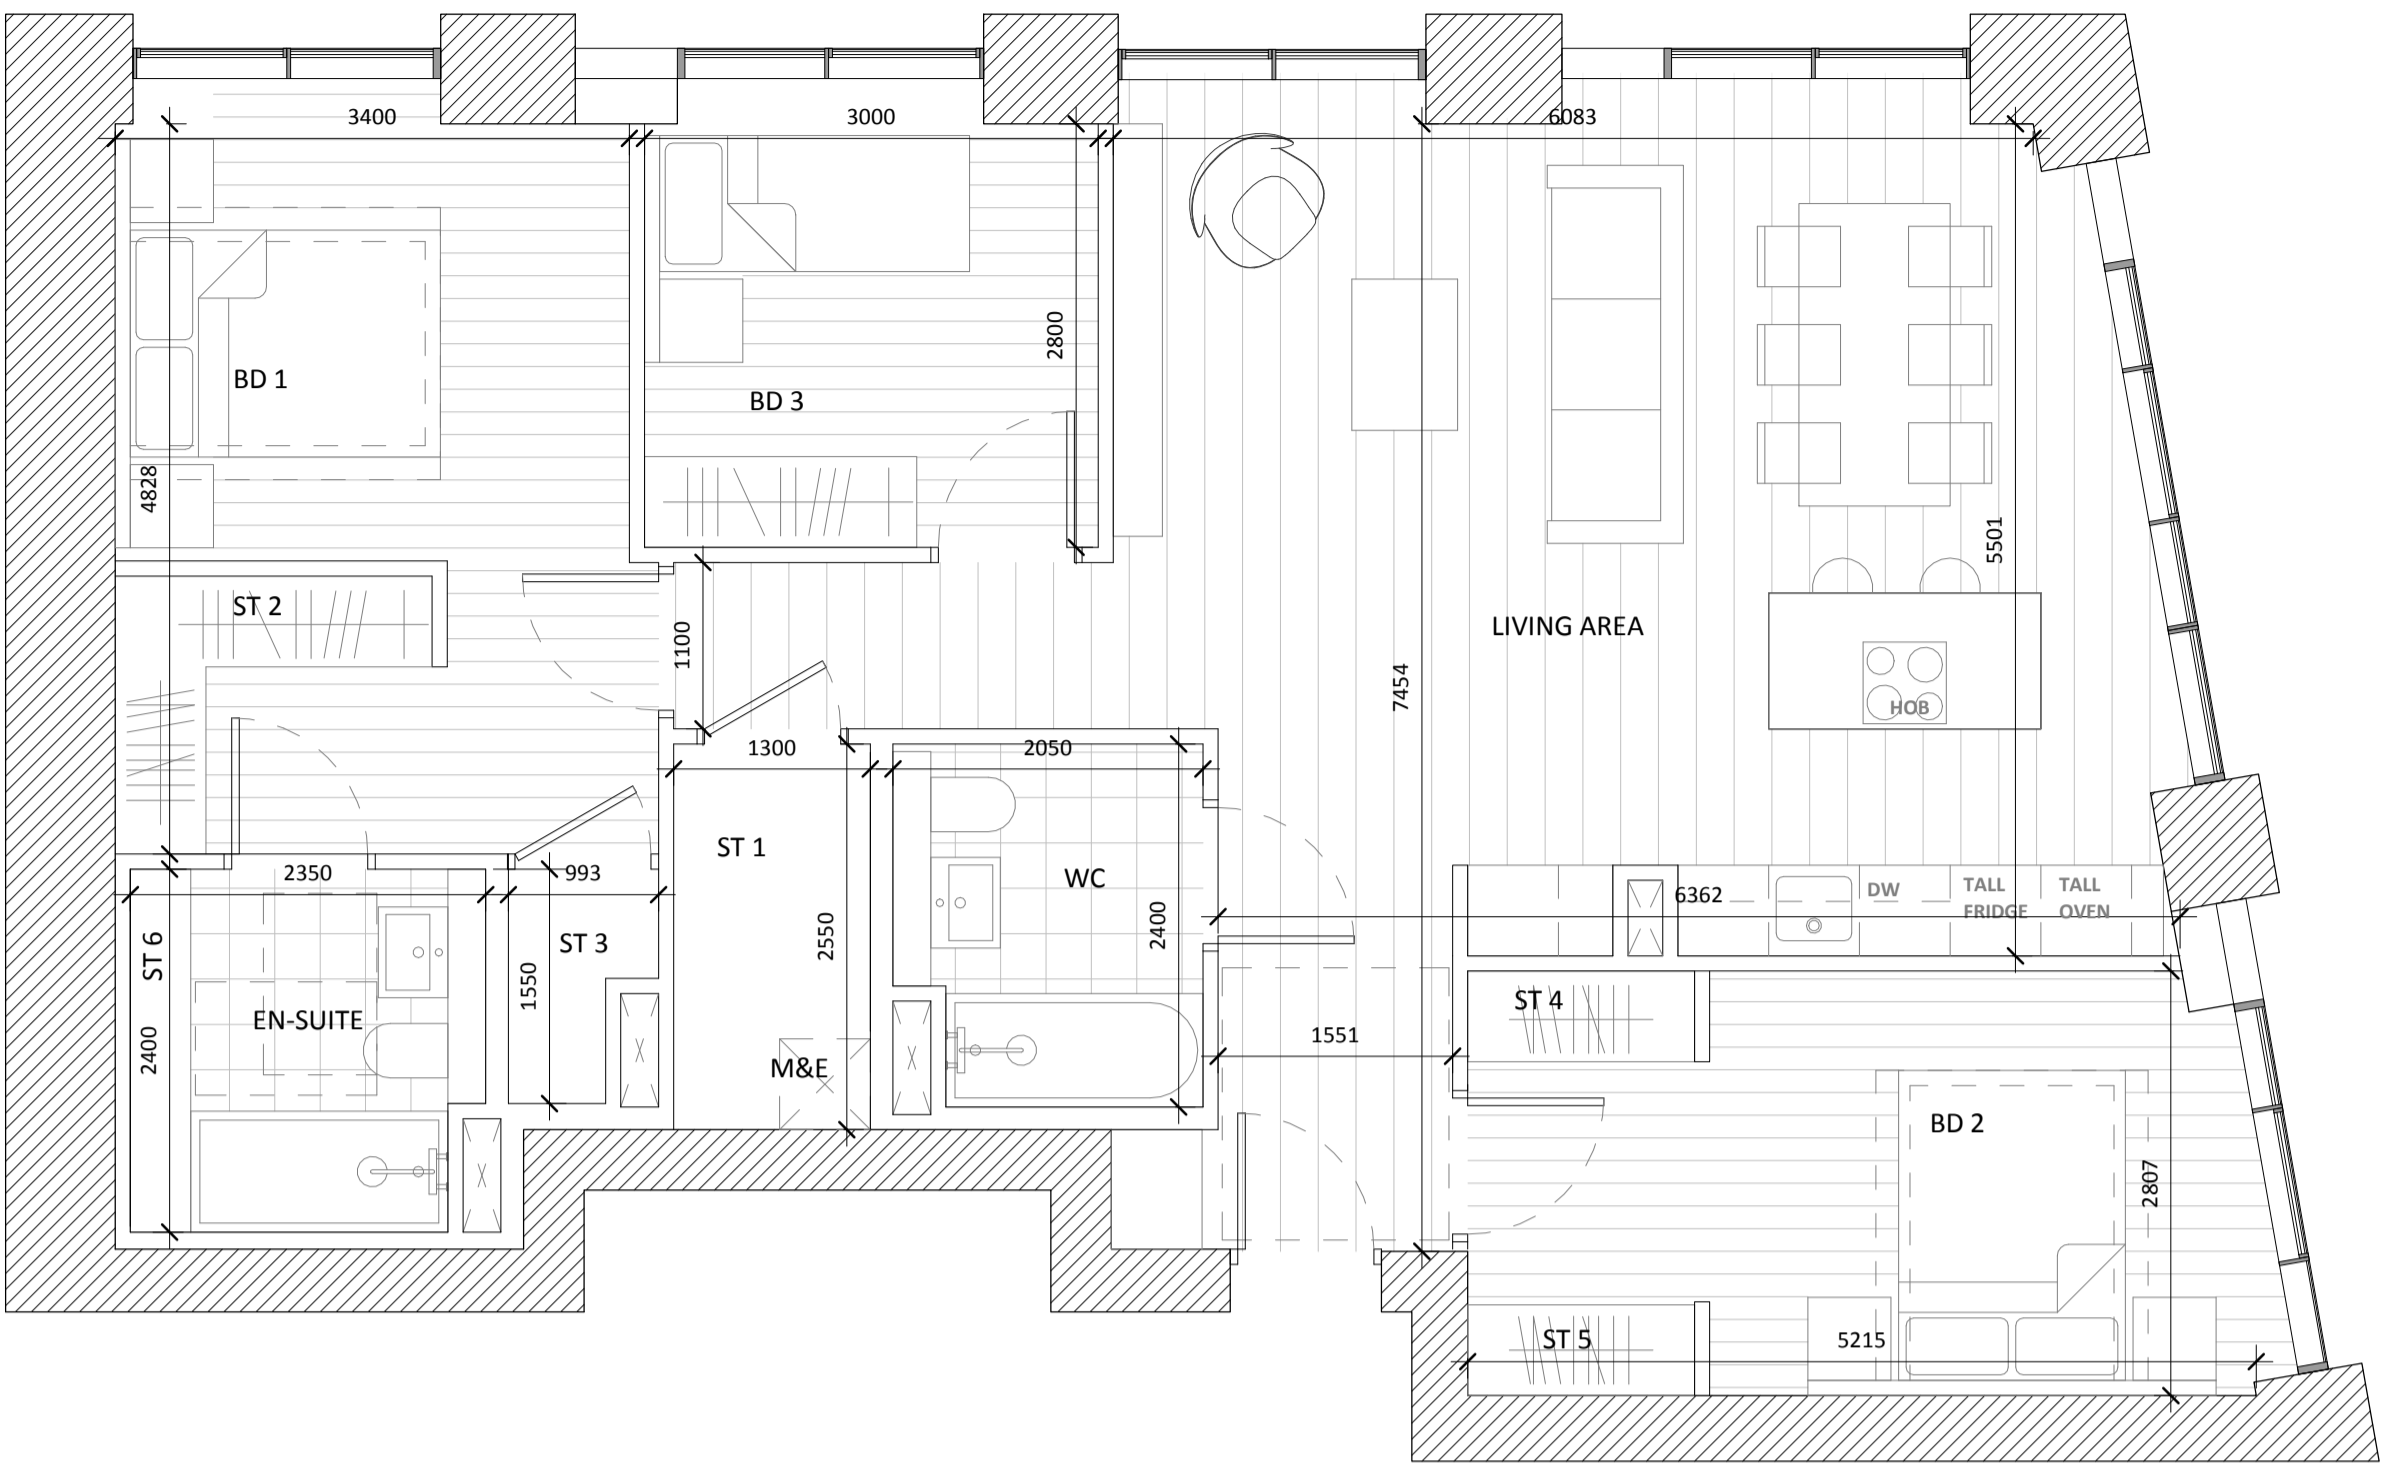 3400
3000
6083
2800
BD 1
BD 3
4828
5501
ST 2
LIVING AREA
1100
7454
HOB
1300
2050
ST 1
2350
993
WC
6362
DW
TALL
FRIDGE
TALL
OVEN
ST 6
ST 3
2550
2400
1550
ST 4
EN-SUITE
2400
1551
M&E
BD 2
2807
ST 5
5215